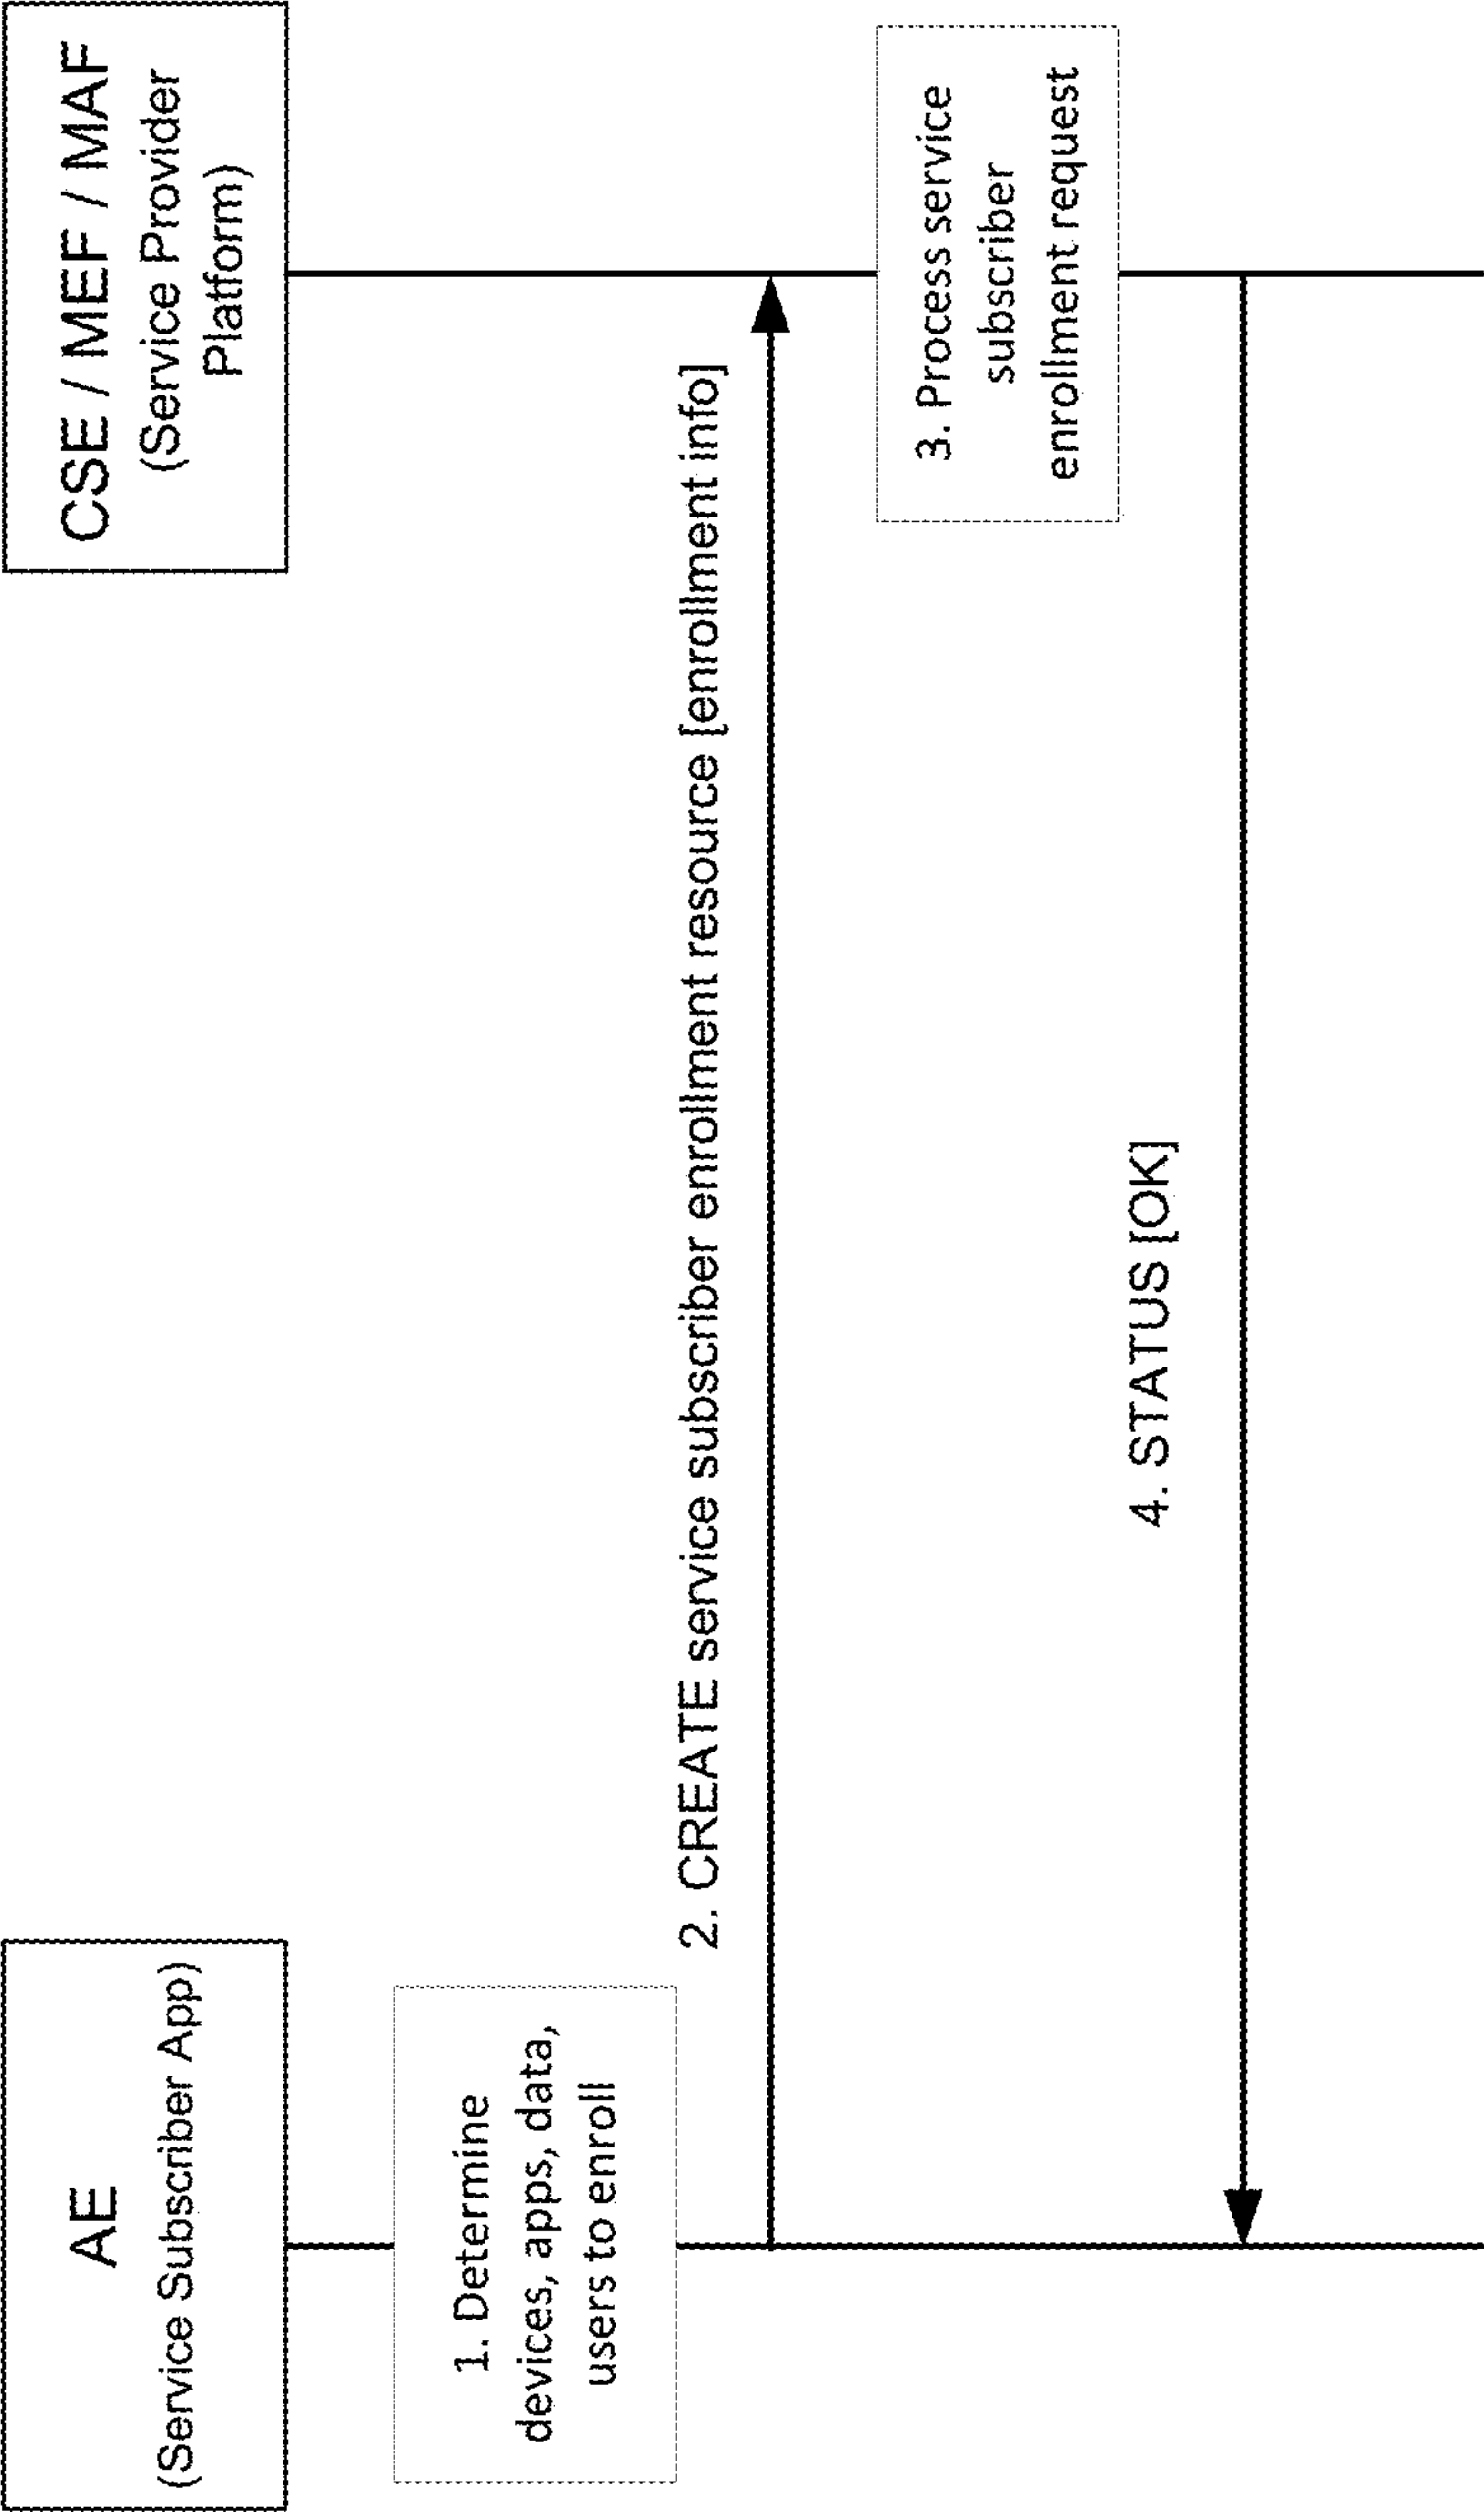 AE
(Service Subscriber App)
CSE / MEF / MAF
(Service Provider
Platform)
1. Determine
devices, apps, data,
users to enroll
2. CREATE service subscriber enrollment resource [enrollment info]
3. Process service
subscriber
enrollment request
4. STATUS [OK]